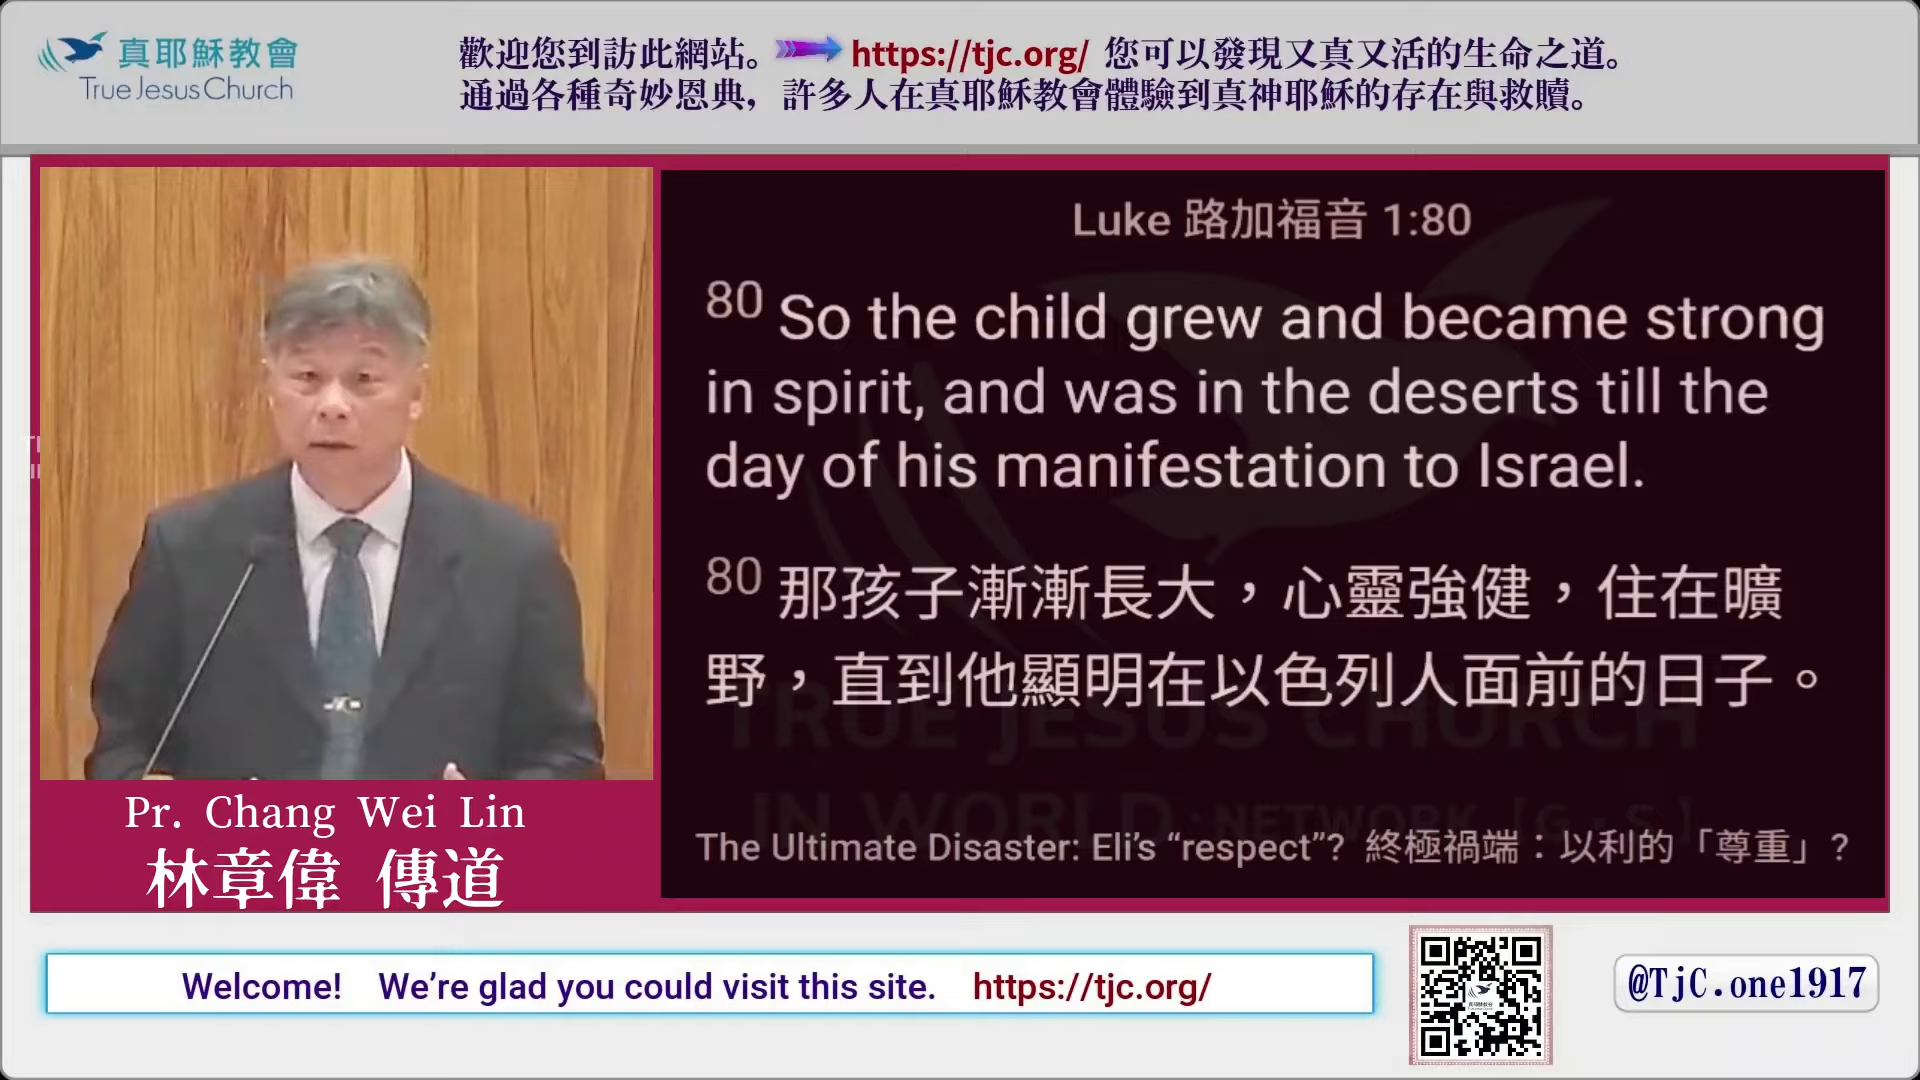 真耶穌教會
True Jesus Church
歡迎您到訪此網站。 https://tjc.org/ 您可以發現又真又活的生命之道。
通過各種奇妙恩典，許多人在真耶穌教會體驗到真神耶穌的存在與救贖。
Luke 路加福音 1:80
80 So the child grew and became strong
in spirit, and was in the deserts till the
day of his manifestation to Israel.
80 那孩子漸漸長大，心靈強健，住在曠
野，直到他顯明在以色列人面前的日子。
TRUE JESUS CHURCH
IN WORLD · NETWORK [G · S]
The Ultimate Disaster: Eli’s “respect”? 終極禍端：以利的「尊重」?
Pr. Chang Wei Lin
林章偉 傳道
Welcome! We’re glad you could visit this site. https://tjc.org/
@TjC.one1917